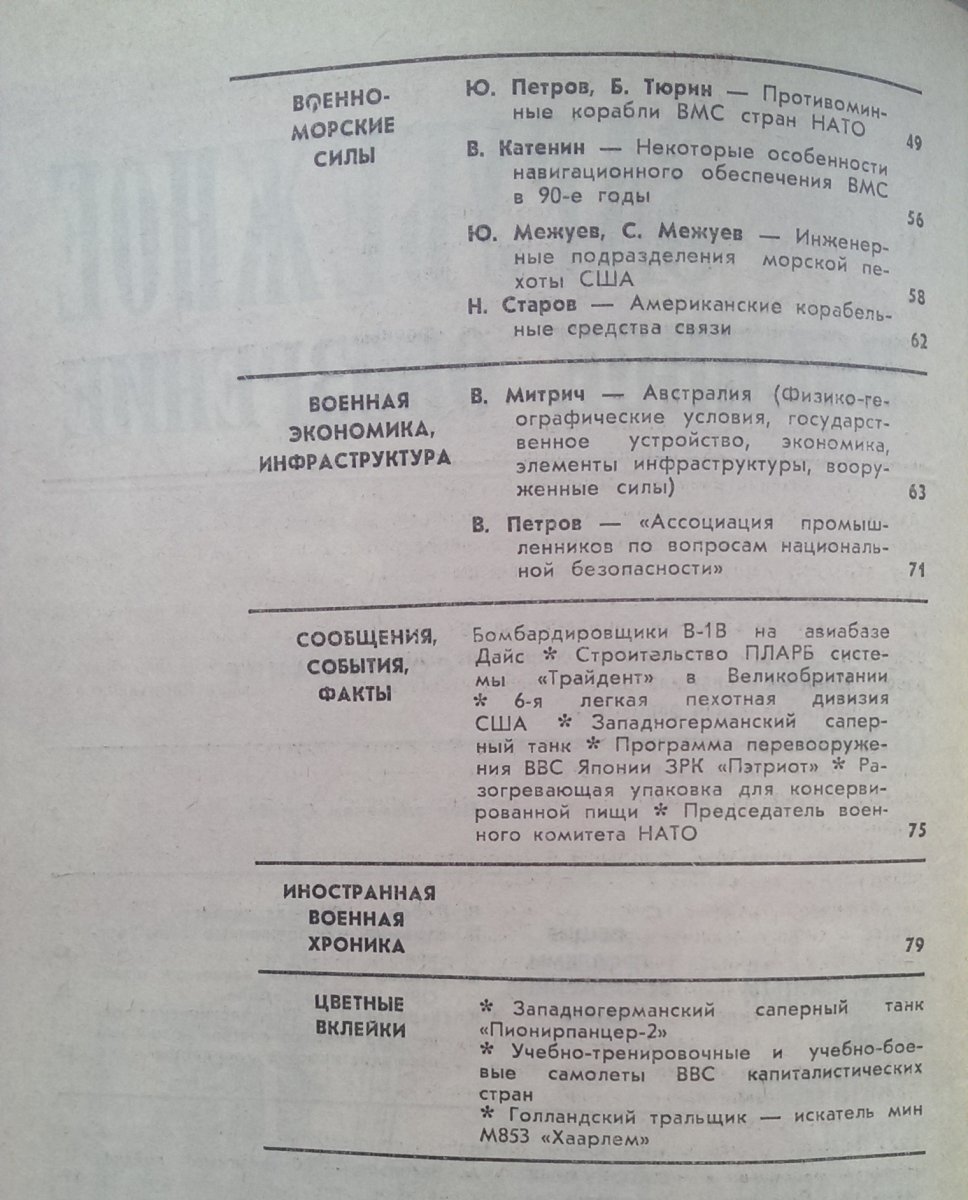 ВОЕННО-
МОРСКИЕ
СИЛЫ
Ю. Петров, Б. Тюрин — Противомин-
ные корабли ВМС стран НАТО
49
В. Катенин — Некоторые особенности
навигационного обеспечения ВМС
в 90-е годы
56
Ю. Межуев, С. Межуев — Инженер-
ные подразделения морской пе-
хоты США
58
Н. Старов — Американские корабель-
ные средства связи
62
ВОЕННАЯ
ЭКОНОМИКА,
ИНФРАСТРУКТУРА
В. Митрич — Австралия (Физико-ге-
ографические условия, государст-
венное устройство, экономика,
элементы инфраструктуры, воору-
женные силы)
63
В. Петров — «Ассоциация промыш-
ленников по вопросам националь-
ной безопасности»
71
СООБЩЕНИЯ,
СОБЫТИЯ,
ФАКТЫ
Бомбардировщики В-1В на авиабазе
Дайс * Строительство ПЛАРБ систе-
мы «Трайдент» в Великобритании
* 6-я легкая пехотная дивизия
США * Западногерманский сапер-
ный танк * Программа перевооруже-
ния ВВС Японии ЗРК «Пэтриот» * Ра-
зогревающая упаковка для консерви-
рованной пищи * Председатель воен-
ного комитета НАТО
75
ИНОСТРАННАЯ
ВОЕННАЯ
ХРОНИКА
79
ЦВЕТНЫЕ
ВКЛЕЙКИ
* Западногерманский саперный танк
«Пионирпанцер-2»
* Учебно-тренировочные и учебно-бое-
вые самолеты ВВС капиталистических
стран
* Голландский тральщик — искатель мин
М853 «Хаарлем»